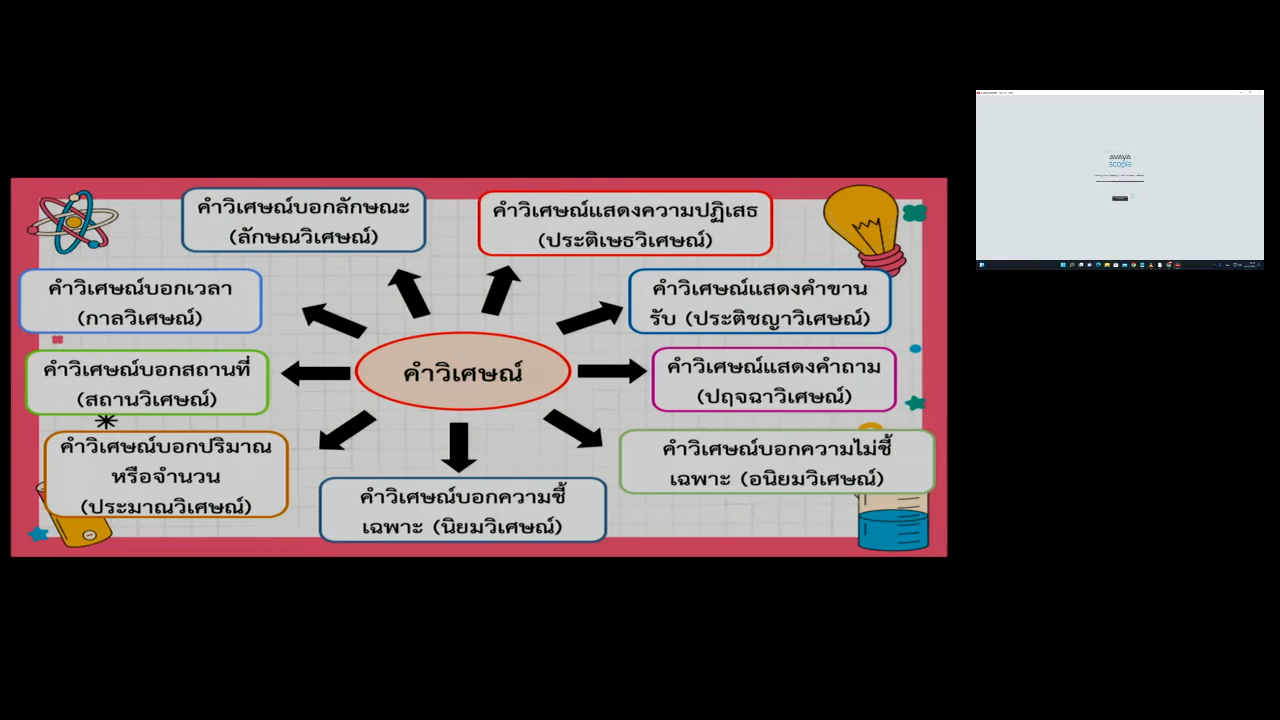 คำวิเศษณ์บอกลักษณะ
(ลักษณวิเศษณ์)
คำวิเศษณ์แสดงความปฏิเสธ
(ประติเษธวิเศษณ์)
คำวิเศษณ์บอกเวลา
(กาลวิเศษณ์)
คำวิเศษณ์แสดงคำขาน
รับ (ประติชญาวิเศษณ์)
คำวิเศษณ์บอกสถานที่
(สถานวิเศษณ์)
คำวิเศษณ์
คำวิเศษณ์แสดงคำถาม
(ปฤจฉาวิเศษณ์)
คำวิเศษณ์บอกปริมาณ
หรือจำนวน
(ประมาณวิเศษณ์)
คำวิเศษณ์บอกความชี้
เฉพาะ (นิยมวิเศษณ์)
คำวิเศษณ์บอกความไม่ชี้
เฉพาะ (อนิยมวิเศษณ์)
AVAYA
scopia